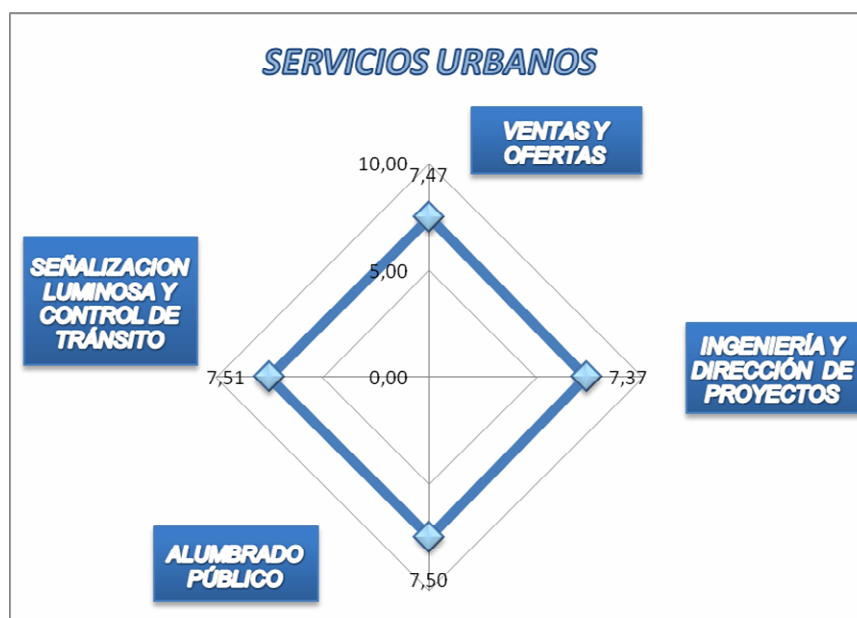 SERVICIOS URBANOS
VENTAS Y
OFERTAS
10,00
7,47
SEÑALIZACION
LUMINOSA Y
CONTROL DE
TRÁNSITO
5,00
INGENIERÍA Y
DIRECCIÓN DE
PROYECTOS
7,51
0,00
7,37
ALUMBRADO
PÚBLICO
7,50